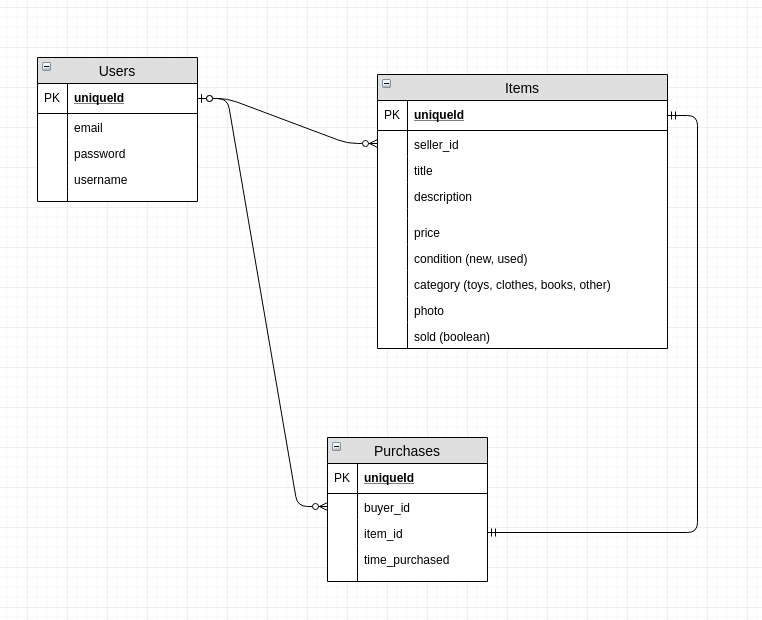 Users
PK uniqueId
email
password
username
Items
PK uniqueId
seller_id
title
description
price
condition (new, used)
category (toys, clothes, books, other)
photo
sold (boolean)
Purchases
PK uniqueId
buyer_id
item_id
time_purchased